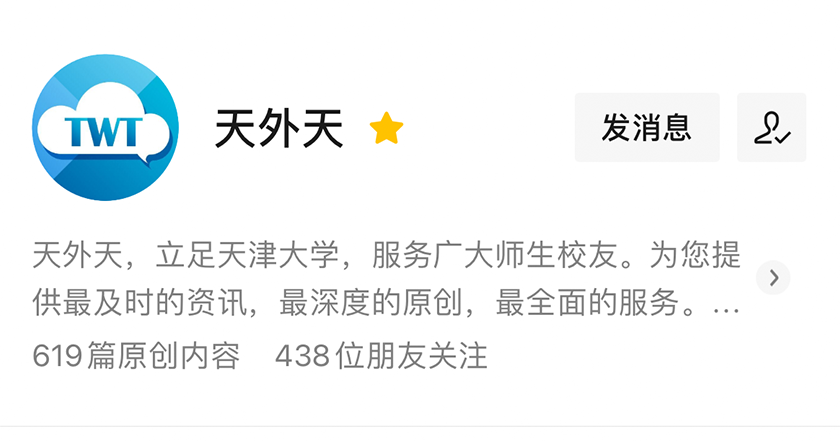 TWT
天外天
发消息
天外天，立足天津大学，服务广大师生校友。为您提
供最及时的资讯，最深度的原创，最全面的服务。...
619篇原创内容 438位朋友关注